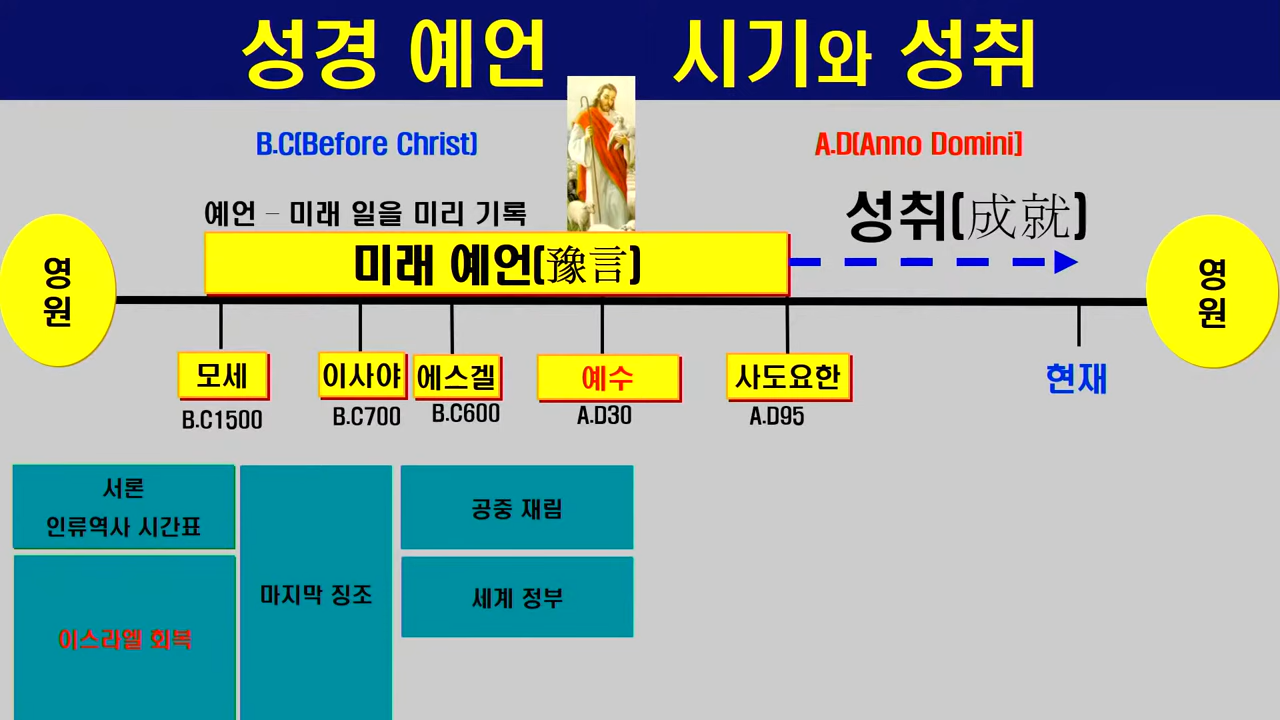 성경 예언 시기와 성취
B.C(Before Christ)
A.D(Anno Domini]
예언 - 미래 일을 미리 기록
성취(成就)
미래 예언(豫言)
영
원
영
원
모세
이사야
에스겔
예수
사도요한
현재
B.C1500
B.C700
B.C600
A.D30
A.D95
서론
인류역사 시간표
이스라엘 회복
마지막 징조
공중 재림
세계 정부